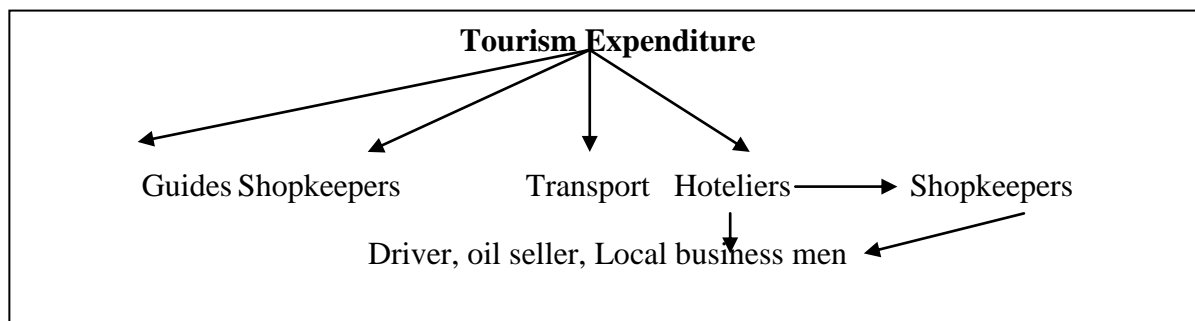 Tourism Expenditure
Guides Shopkeepers Transport Hoteliers Shopkeepers
Driver, oil seller, Local business men